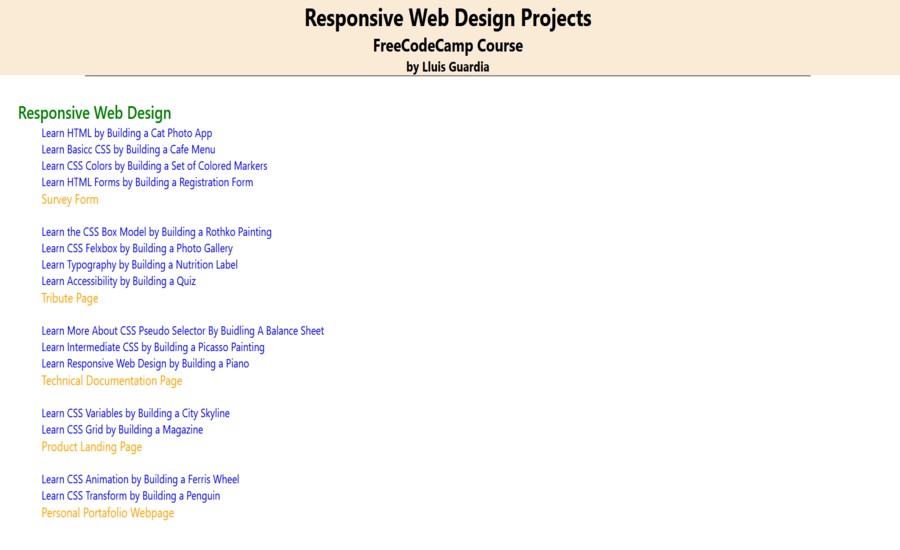 Responsive Web Design Projects
FreeCodeCamp Course
by Lluis Guardia
Responsive Web Design
Learn HTML by Building a Cat Photo App
Learn Basicc CSS by Building a Cafe Menu
Learn CSS Colors by Building a Set of Colored Markers
Learn HTML Forms by Building a Registration Form
Survey Form
Learn the CSS Box Model by Building a Rothko Painting
Learn CSS Felxbox by Building a Photo Gallery
Learn Typography by Building a Nutrition Label
Learn Accessibility by Building a Quiz
Tribute Page
Learn More About CSS Pseudo Selector By Buidling A Balance Sheet
Learn Intermediate CSS by Building a Picasso Painting
Learn Responsive Web Design by Building a Piano
Technical Documentation Page
Learn CSS Variables by Building a City Skyline
Learn CSS Grid by Building a Magazine
Product Landing Page
Learn CSS Animation by Building a Ferris Wheel
Learn CSS Transform by Building a Penguin
Personal Portafolio Webpage